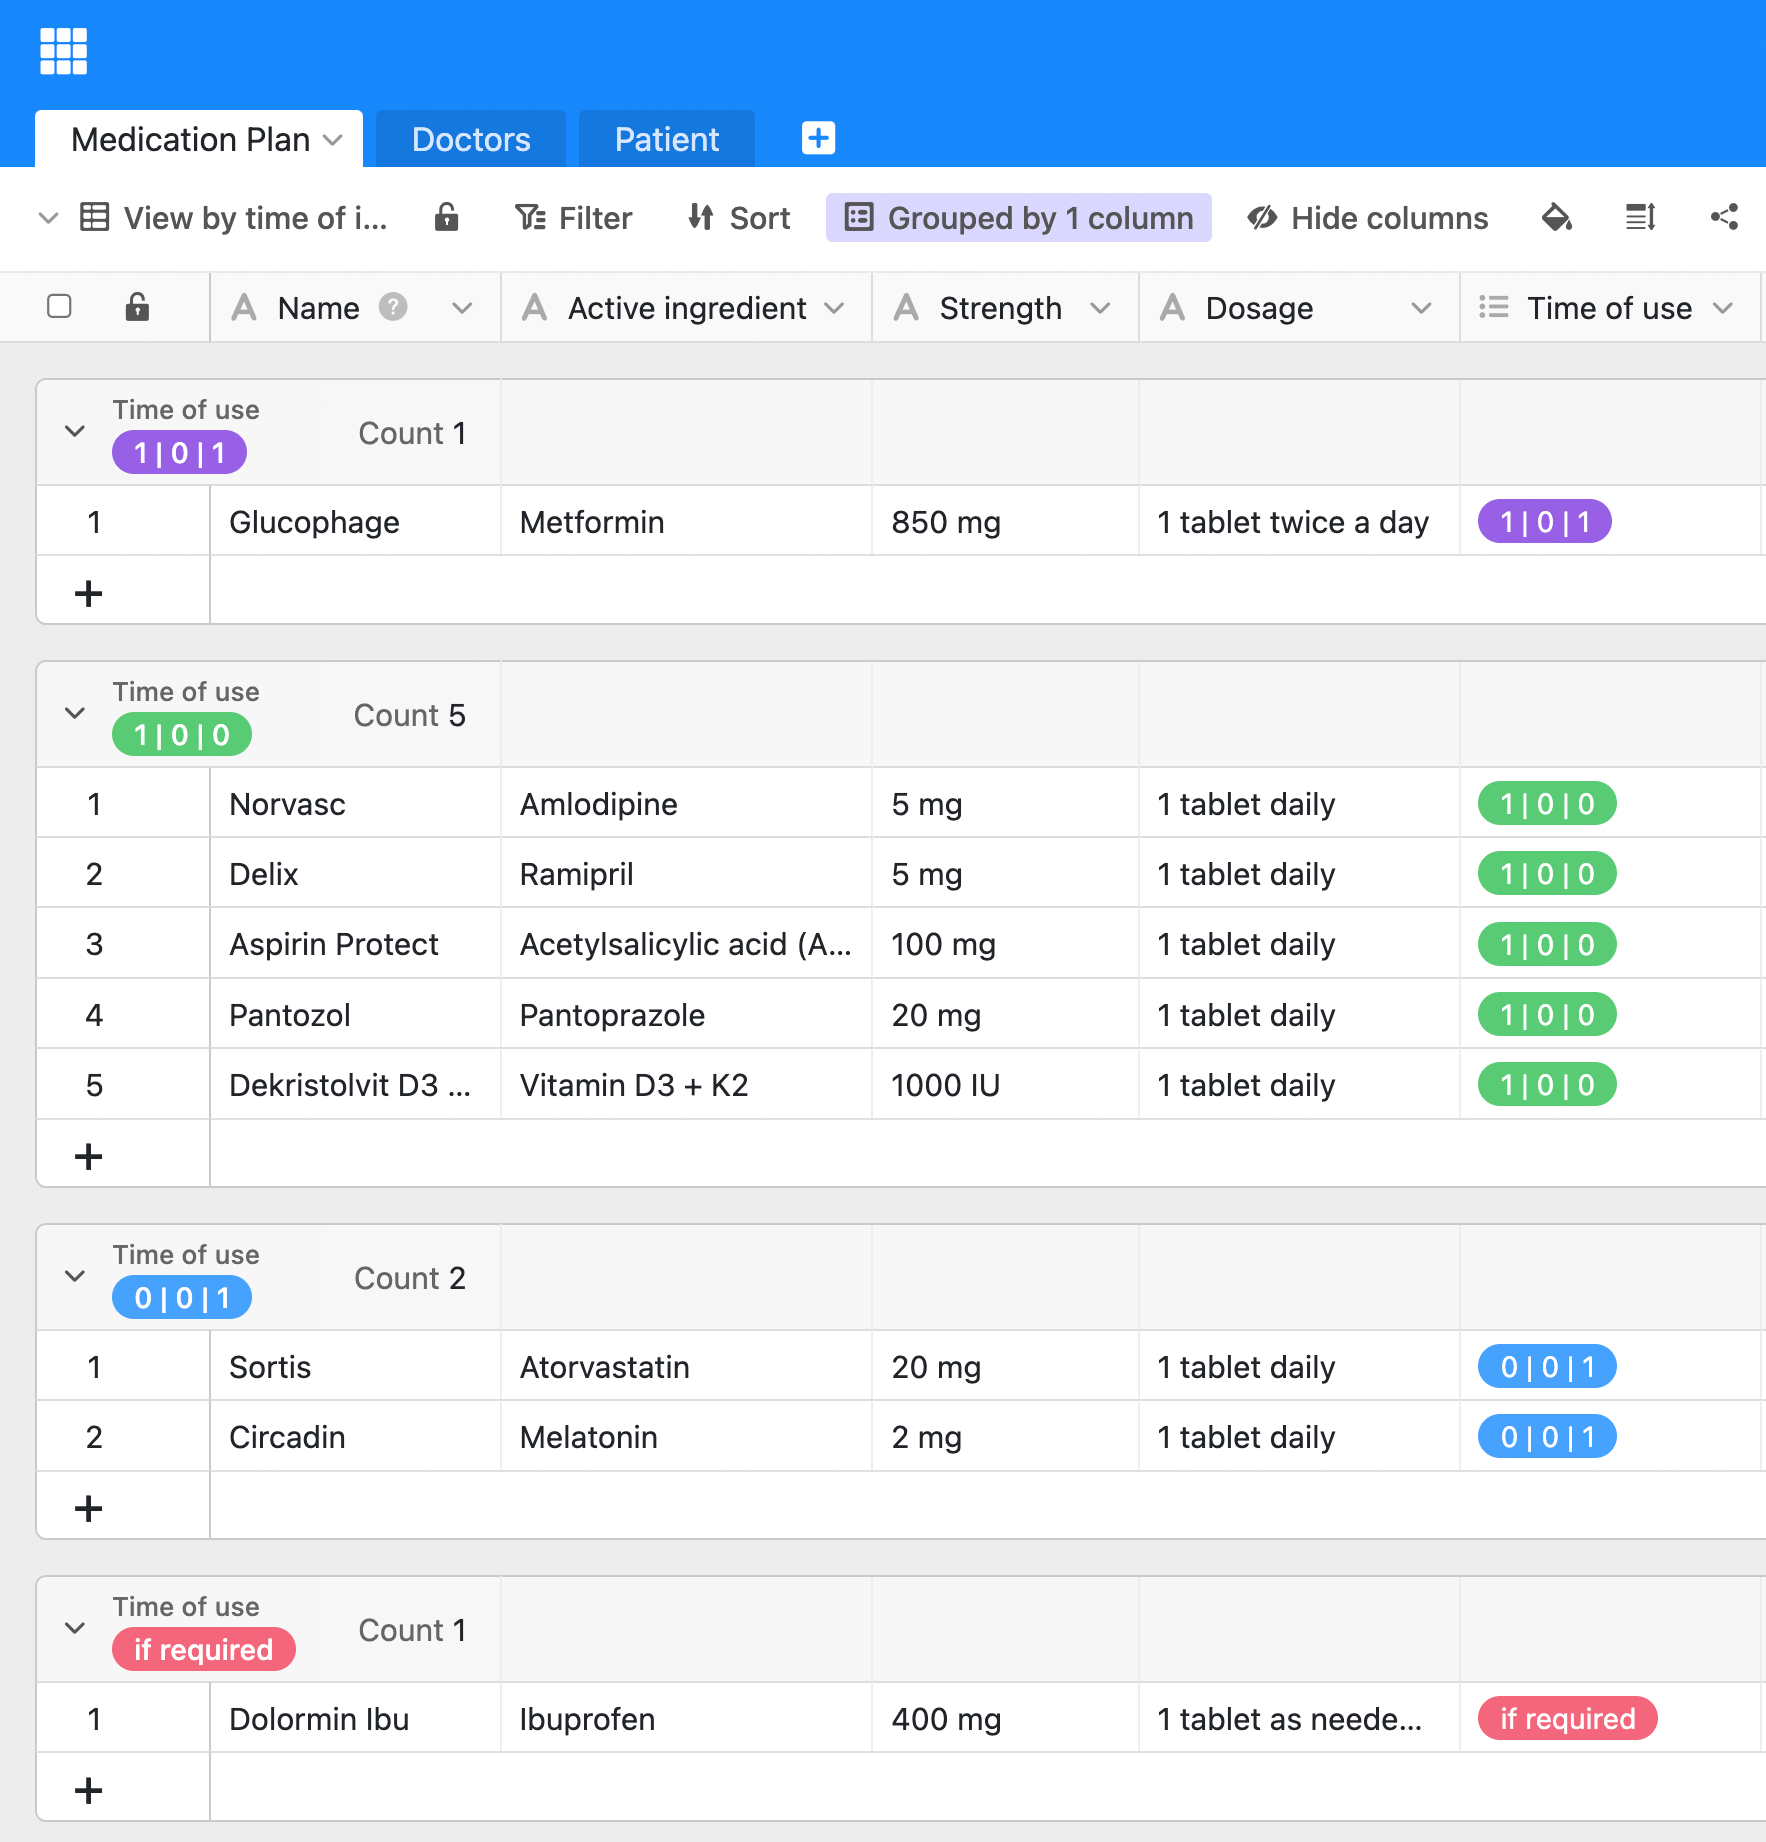 Medication Plan Doctors Patient
View by time of i... Filter Sort Grouped by 1 column Hide columns
Name ? Active ingredient Strength Dosage Time of use
Time of use
1 | 0 | 1 Count 1
1 Glucophage Metformin 850 mg 1 tablet twice a day 1 | 0 | 1
+
Time of use
1 | 0 | 0 Count 5
1 Norvasc Amlodipine 5 mg 1 tablet daily 1 | 0 | 0
2 Delix Ramipril 5 mg 1 tablet daily 1 | 0 | 0
3 Aspirin Protect Acetylsalicylic acid (A... 100 mg 1 tablet daily 1 | 0 | 0
4 Pantozol Pantoprazole 20 mg 1 tablet daily 1 | 0 | 0
5 Dekristolvit D3 ... Vitamin D3 + K2 1000 IU 1 tablet daily 1 | 0 | 0
+
Time of use
0 | 0 | 1 Count 2
1 Sortis Atorvastatin 20 mg 1 tablet daily 0 | 0 | 1
2 Circadin Melatonin 2 mg 1 tablet daily 0 | 0 | 1
+
Time of use
if required Count 1
1 Dolormin Ibu Ibuprofen 400 mg 1 tablet as neede... if required
+